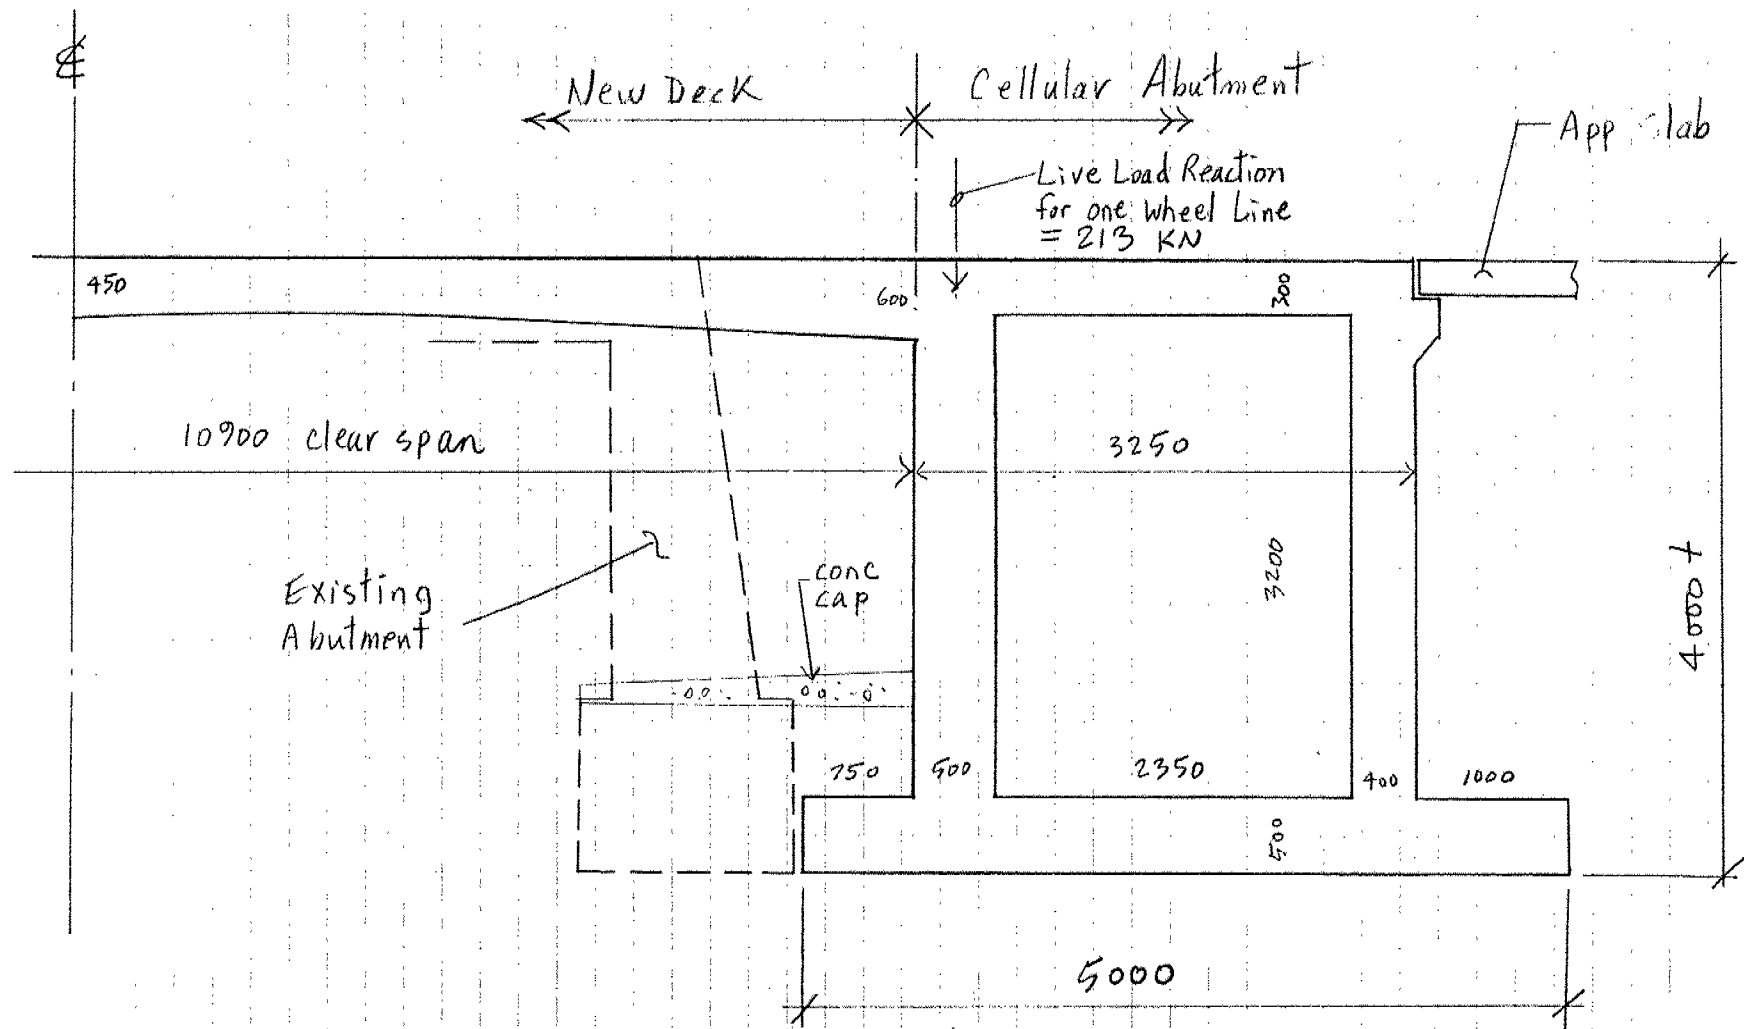 ℄
New Deck
Cellular Abutment
App lab
Live Load Reaction
for one wheel Line
= 213 KN
450
600
300
10900 clear span
3250
conc
cap
Existing
Abutment
3200
4000 ±
750
500
2350
400
1000
500
5000